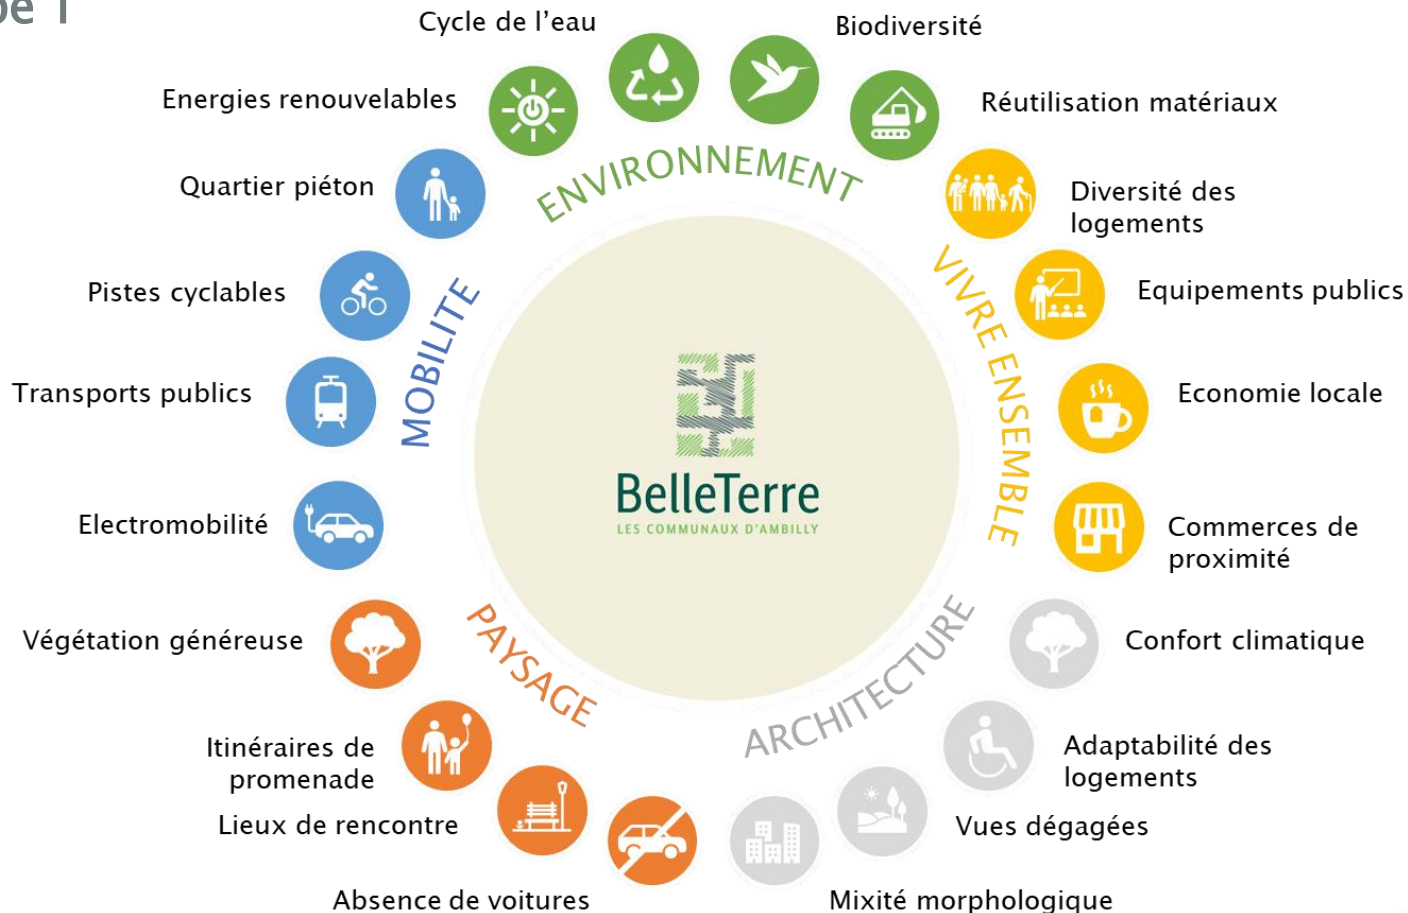 Cycle de l’eau
Biodiversité
Energies renouvelables
Réutilisation matériaux
ENVIRONNEMENT
Quartier piéton
Diversité des
logements
Pistes cyclables
Equipements publics
MOBILITE
VIVRE ENSEMBLE
Transports publics
Economie locale
BelleTerre
LES COMMUNAUX D'AMBILLY
Electromobilité
Commerces de
proximité
Végétation généreuse
Confort climatique
PAYSAGE
ARCHITECTURE
Itinéraires de
promenade
Adaptabilité des
logements
Lieux de rencontre
Vues dégagées
Absence de voitures
Mixité morphologique